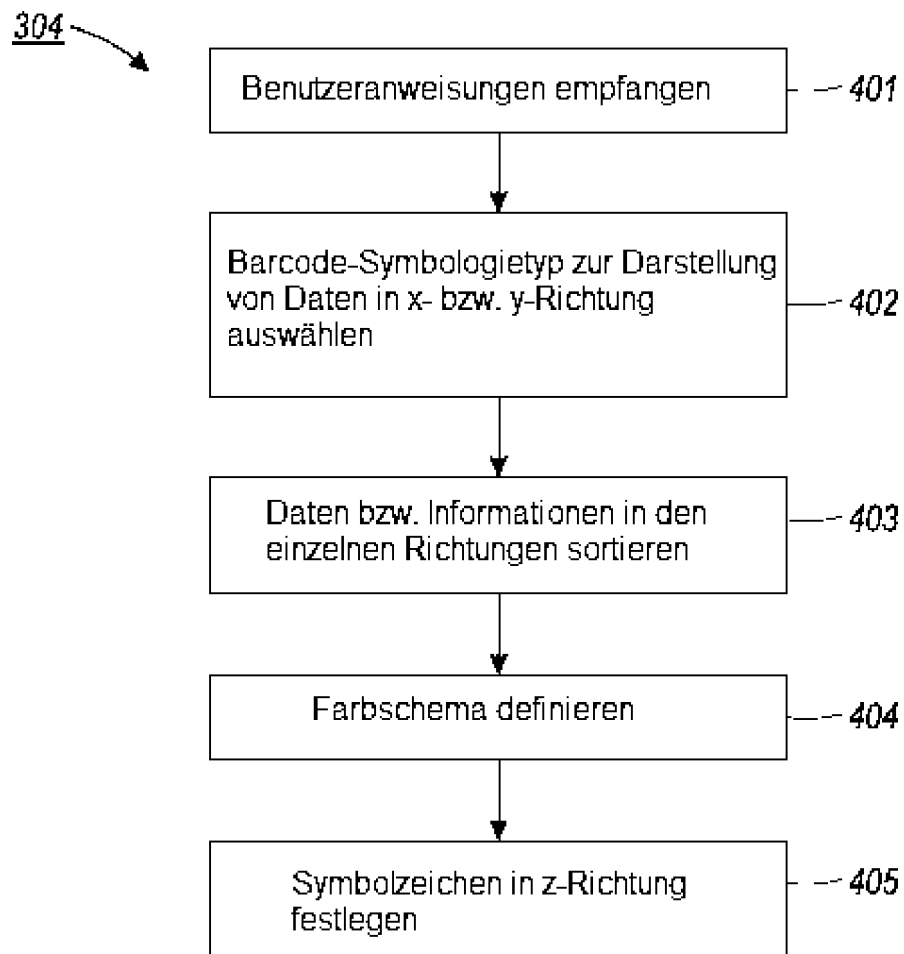 304
Benutzeranweisungen empfangen
401
Barcode-Symbologietyp zur Darstellung
von Daten in x- bzw. y-Richtung
auswählen
402
Daten bzw. Informationen in den
einzelnen Richtungen sortieren
403
Farbschema definieren
404
Symbolzeichen in z-Richtung
festlegen
405